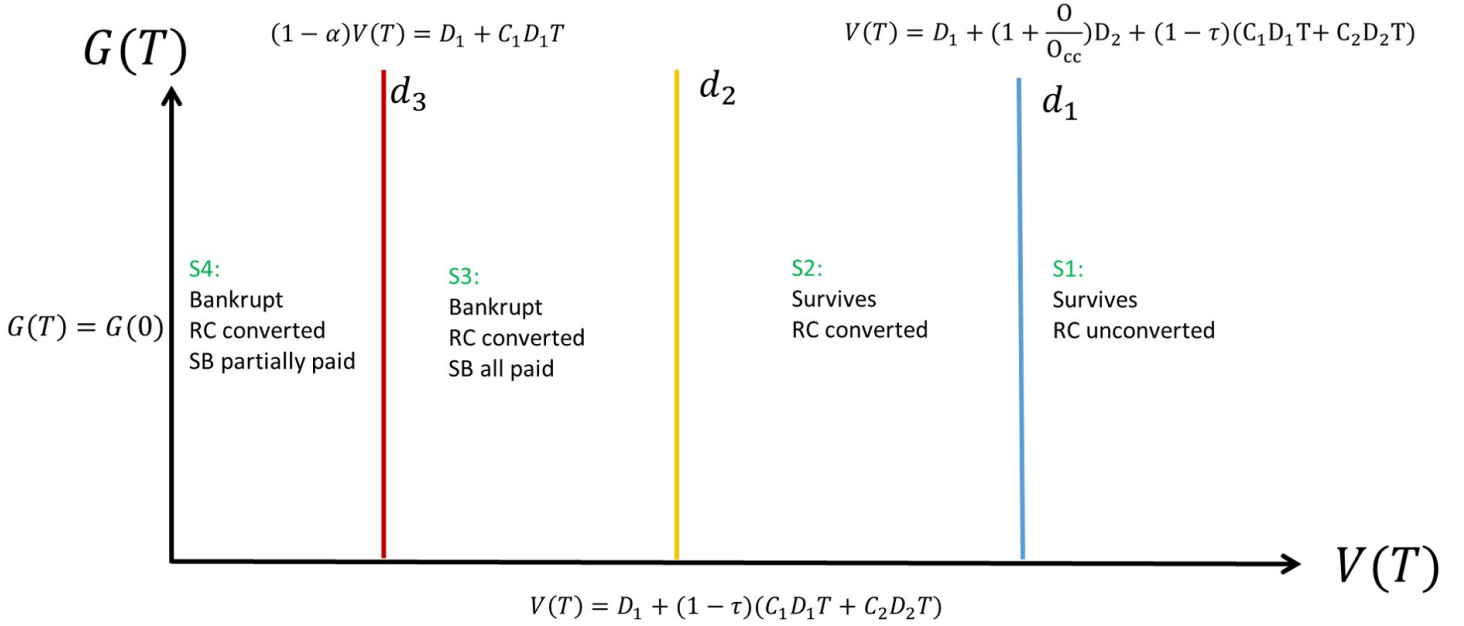 G(T)
(1 − α)V(T) = D₁ + C₁D₁T
V(T) = D₁ + (1 + O/Occ)D₂ + (1 − τ)(C₁D₁T+ C₂D₂T)
d₃
d₂
d₁
G(T) = G(0)
S4:
Bankrupt
RC converted
SB partially paid
S3:
Bankrupt
RC converted
SB all paid
S2:
Survives
RC converted
S1:
Survives
RC unconverted
V(T)
V(T) = D₁ + (1 − τ)(C₁D₁T + C₂D₂T)